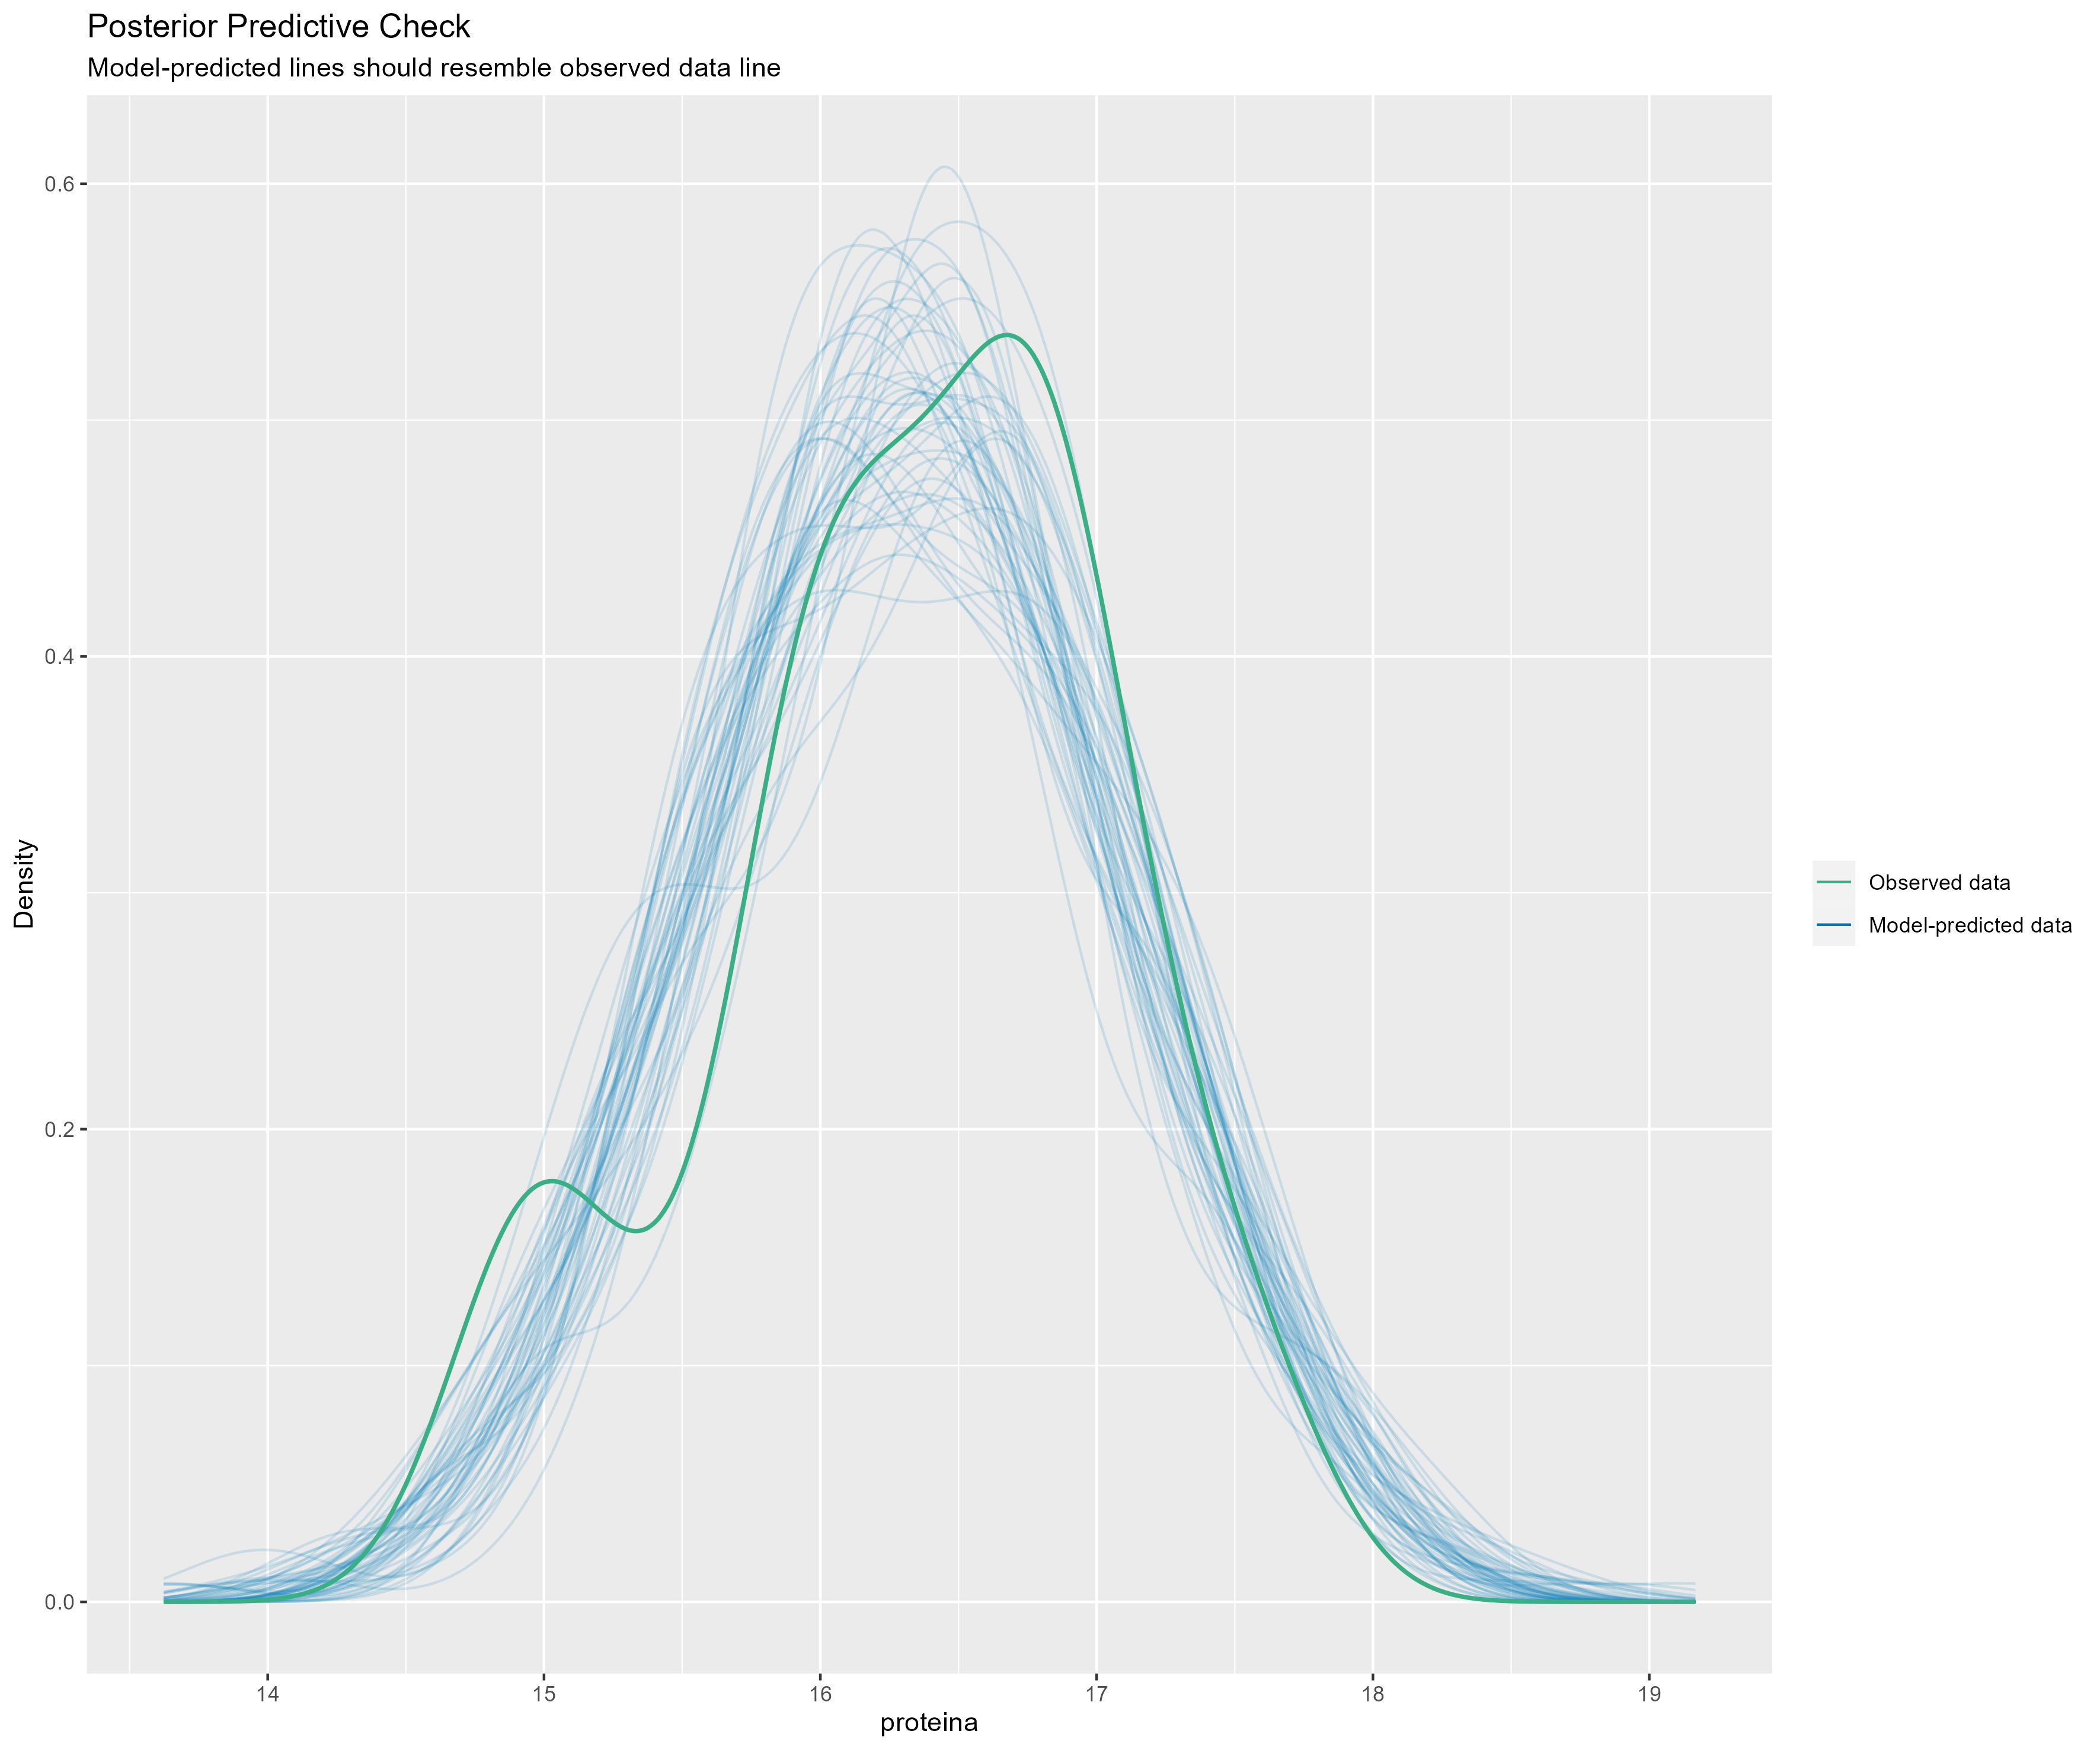 Posterior Predictive Check
Model-predicted lines should resemble observed data line
0.6
0.4
0.2
0.0
Density
14 15 16 17 18 19
proteina
Observed data
Model-predicted data